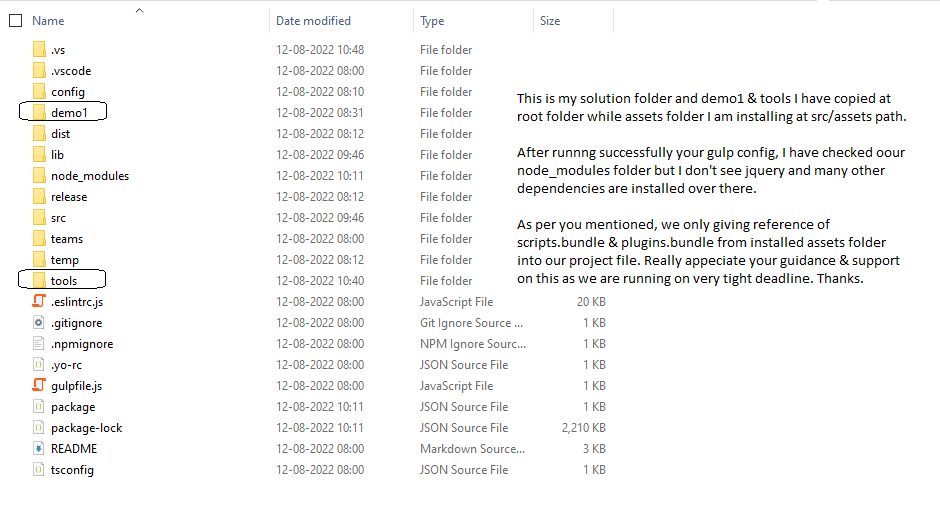 Name Date modified Type Size
.vs 12-08-2022 10:48 File folder
.vscode 12-08-2022 08:00 File folder
config 12-08-2022 08:10 File folder
demo1 12-08-2022 08:31 File folder
dist 12-08-2022 08:12 File folder
lib 12-08-2022 09:46 File folder
node_modules 12-08-2022 10:11 File folder
release 12-08-2022 08:12 File folder
src 12-08-2022 09:46 File folder
teams 12-08-2022 08:00 File folder
temp 12-08-2022 08:12 File folder
tools 12-08-2022 10:40 File folder
.eslintrc.js 12-08-2022 08:00 JavaScript File 20 KB
.gitignore 12-08-2022 08:00 Git Ignore Source ... 1 KB
.npmignore 12-08-2022 08:00 NPM Ignore Sourc... 1 KB
.yo-rc 12-08-2022 08:00 JSON Source File 1 KB
gulpfile.js 12-08-2022 08:00 JavaScript File 1 KB
package 12-08-2022 10:11 JSON Source File 1 KB
package-lock 12-08-2022 10:11 JSON Source File 2,210 KB
README 12-08-2022 08:00 Markdown Source... 3 KB
tsconfig 12-08-2022 08:00 JSON Source File 1 KB
This is my solution folder and demo1 & tools I have copied at
root folder while assets folder I am installing at src/assets path.
After runnng successfully your gulp config, I have checked oour
node_modules folder but I don't see jquery and many other
dependencies are installed over there.
As per you mentioned, we only giving reference of
scripts.bundle & plugins.bundle from installed assets folder
into our project file. Really appeciate your guidance & support
on this as we are running on very tight deadline. Thanks.